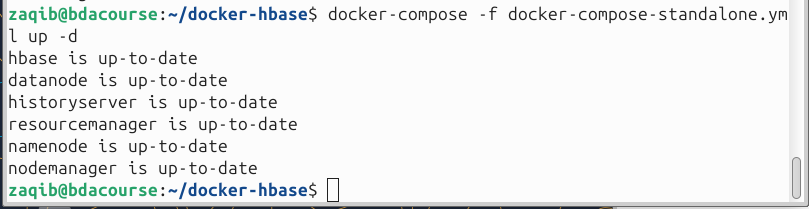 zaqib@bdacourse:~/docker-hbase$ docker-compose -f docker-compose-standalone.ym
l up -d
hbase is up-to-date
datanode is up-to-date
historyserver is up-to-date
resourcemanager is up-to-date
namenode is up-to-date
nodemanager is up-to-date
zaqib@bdacourse:~/docker-hbase$